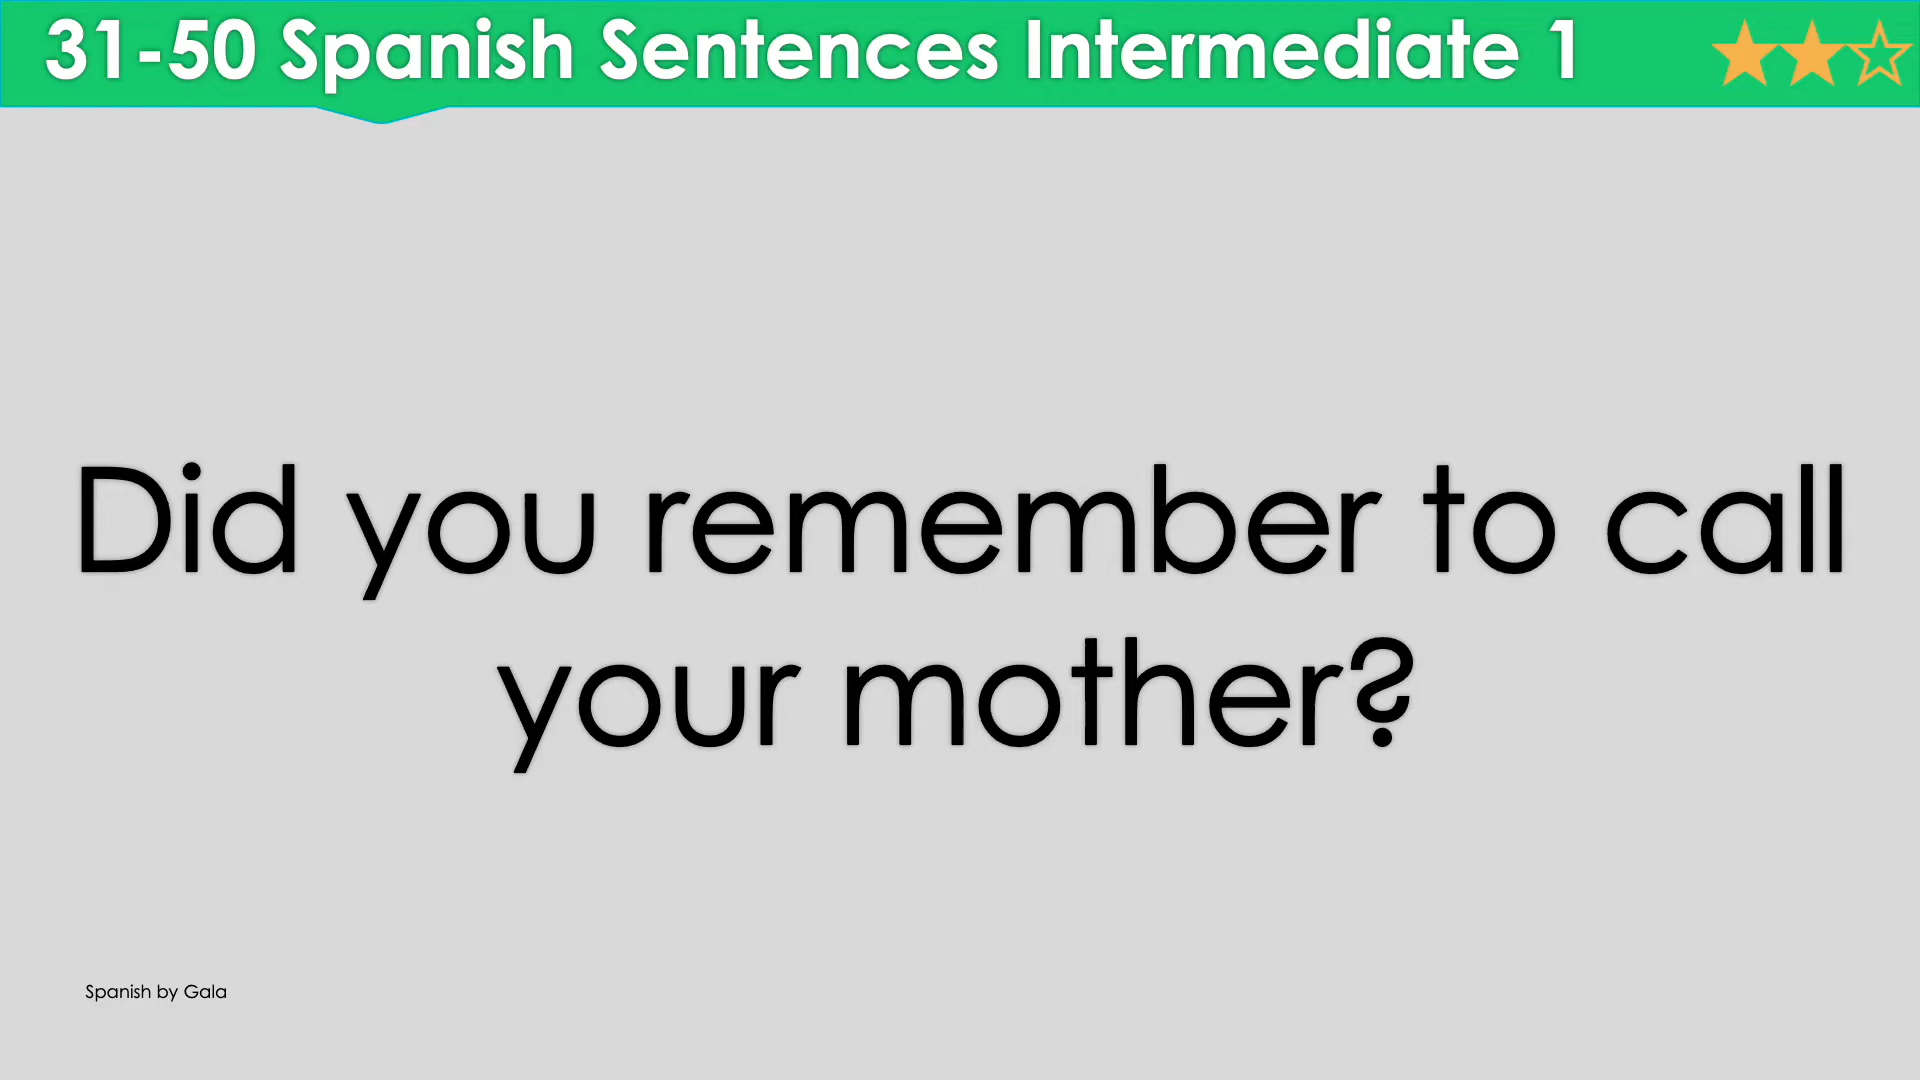 31-50 Spanish Sentences Intermediate 1
Did you remember to call
your mother?
Spanish by Gala